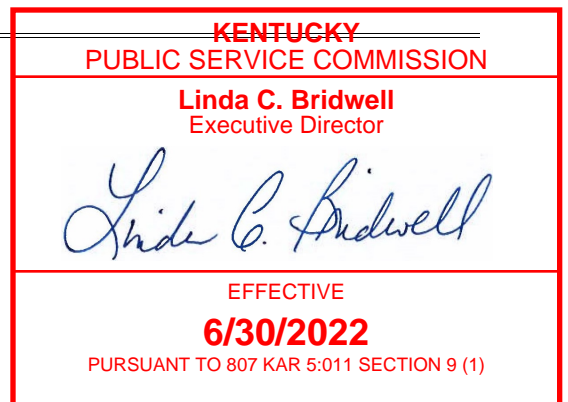 KENTUCKY
PUBLIC SERVICE COMMISSION
Linda C. Bridwell
Executive Director
Linda C. Bridwell
EFFECTIVE
6/30/2022
PURSUANT TO 807 KAR 5:011 SECTION 9 (1)